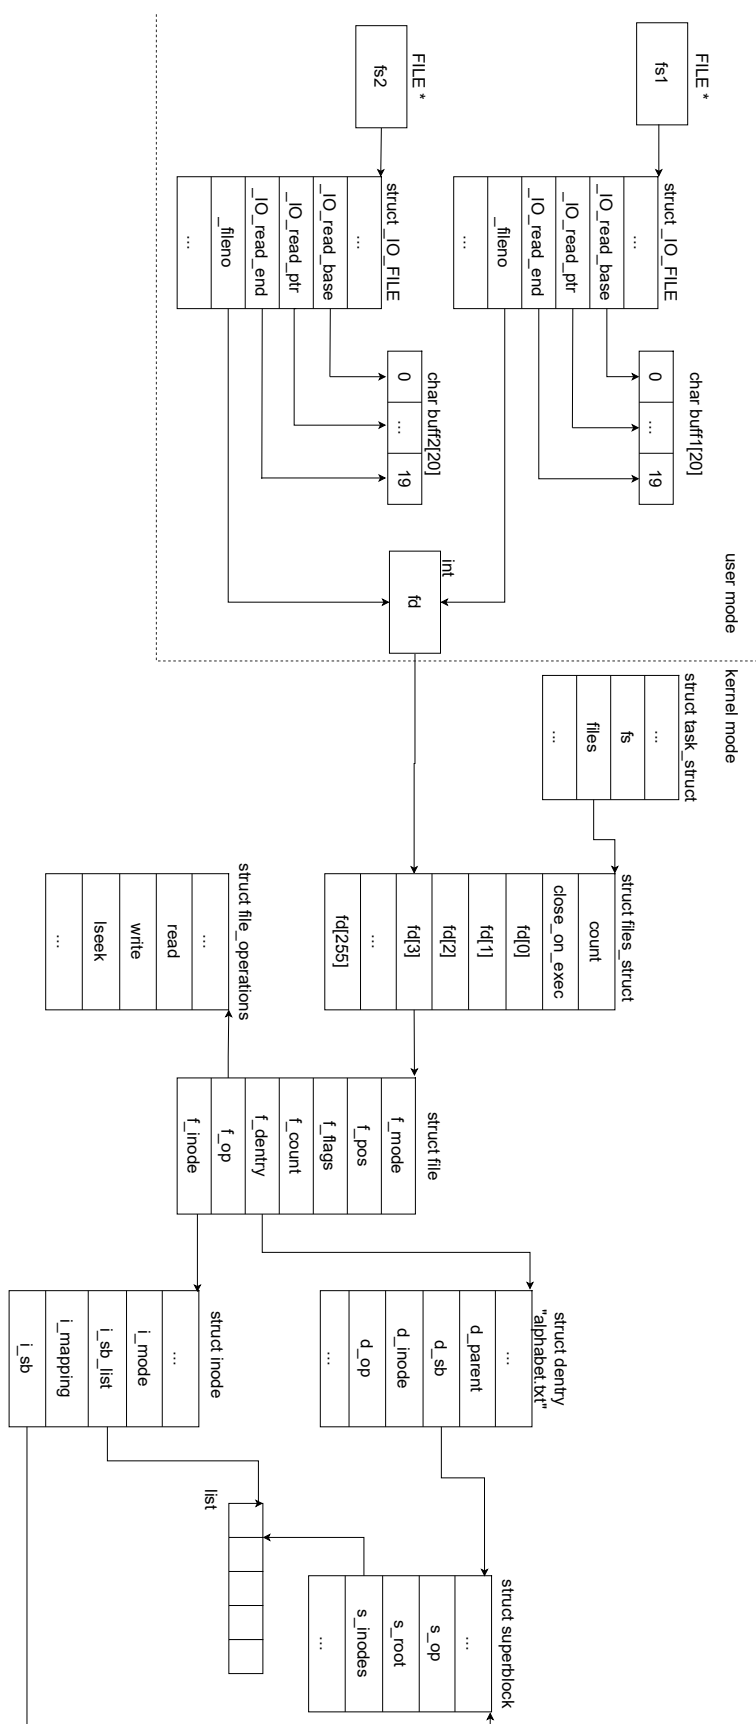 FILE *
fs1
struct _IO_FILE
...
_IO_read_base
_IO_read_ptr
_IO_read_end
_fileno
...
char buff1[20]
0
...
19
FILE *
fs2
struct _IO_FILE
...
_IO_read_base
_IO_read_ptr
_IO_read_end
_fileno
...
char buff2[20]
0
...
19
int
fd
user mode
kernel mode
struct task_struct
...
fs
files
...
struct files_struct
count
close_on_exec
fd[0]
fd[1]
fd[2]
fd[3]
...
fd[255]
struct file_operations
...
read
write
lseek
...
struct file
f_mode
f_pos
f_flags
f_count
f_dentry
f_op
f_inode
struct dentry
"alphabet.txt"
...
d_parent
d_sb
d_inode
d_op
...
struct inode
...
i_mode
i_sb_list
i_mapping
i_sb
list
struct superblock
...
s_op
s_root
s_inodes
...